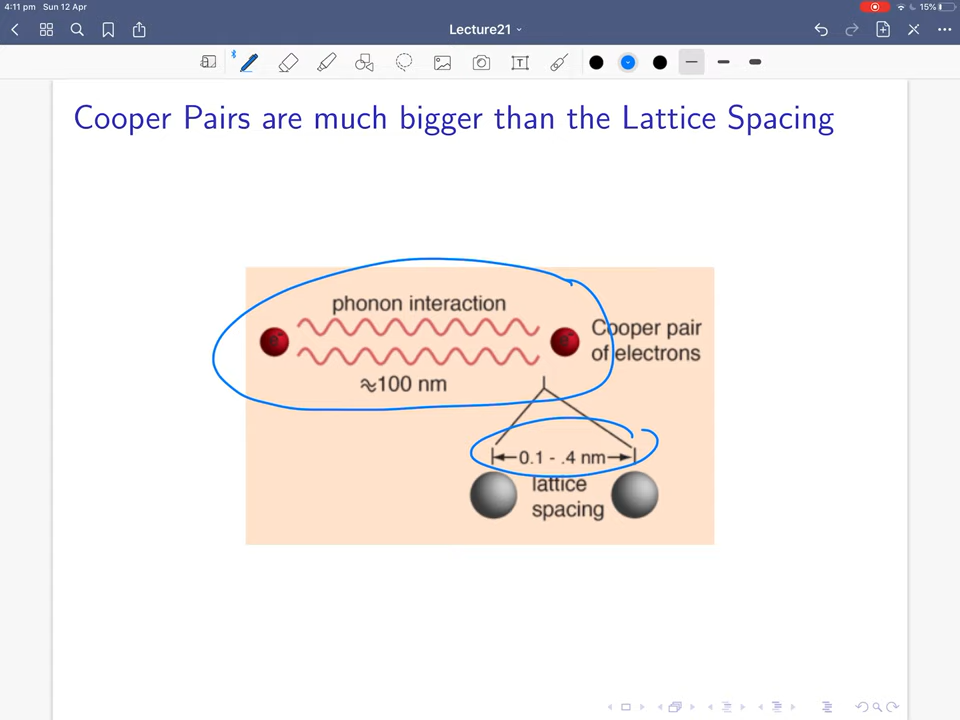 4:11 pm Sun 12 Apr
15%
Lecture21
T
Cooper Pairs are much bigger than the Lattice Spacing
phonon interaction
e⁻ e⁻
Cooper pair
of electrons
≈100 nm
0.1 - .4 nm
lattice
spacing